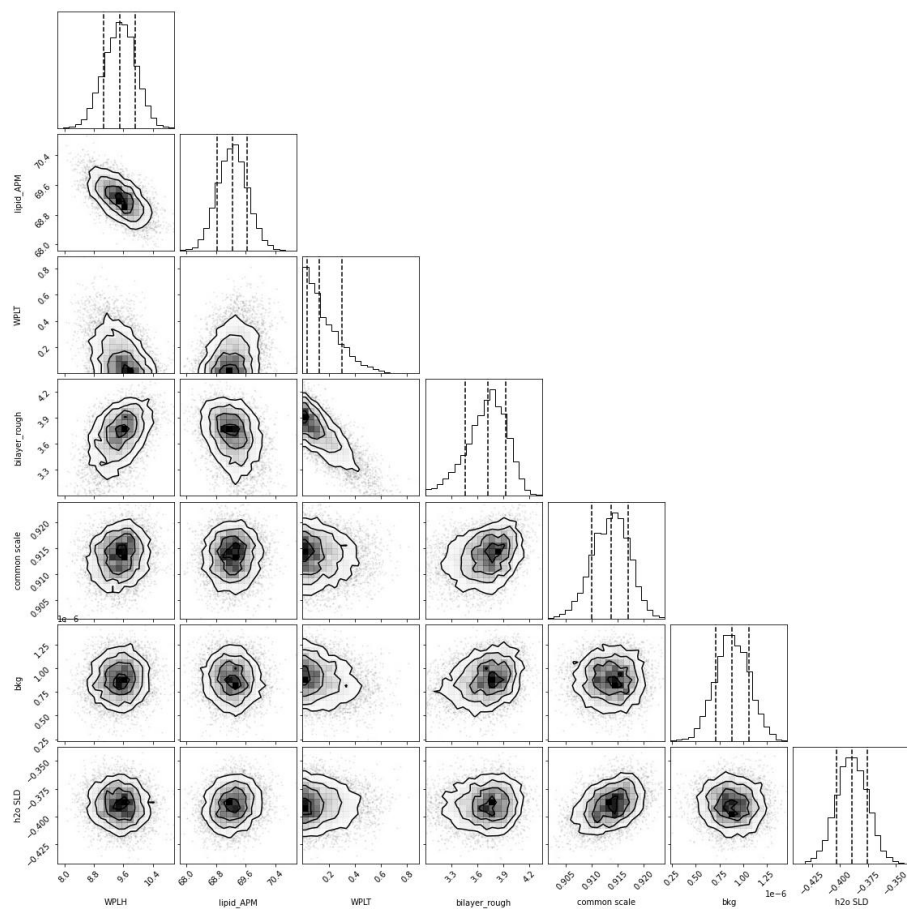 70.4
69.6
68.8
68.0
lipid_APM
0.8
0.6
0.4
0.2
WPLT
4.2
3.9
3.6
3.3
bilayer_rough
0.920
0.915
0.910
0.905
common scale
1e−6
1.25
1.00
0.75
0.50
0.25
bkg
−0.350
−0.375
−0.400
−0.425
h2o SLD
8.0 8.8 9.6 10.4 68.0 68.8 69.6 70.4 0.2 0.4 0.6 0.8 3.3 3.6 3.9 4.2 0.905 0.910 0.915 0.920 0.25 0.50 0.75 1.00 1.25 −0.425 −0.400 −0.375 −0.350
1e−6
WPLH lipid_APM WPLT bilayer_rough common scale bkg h2o SLD